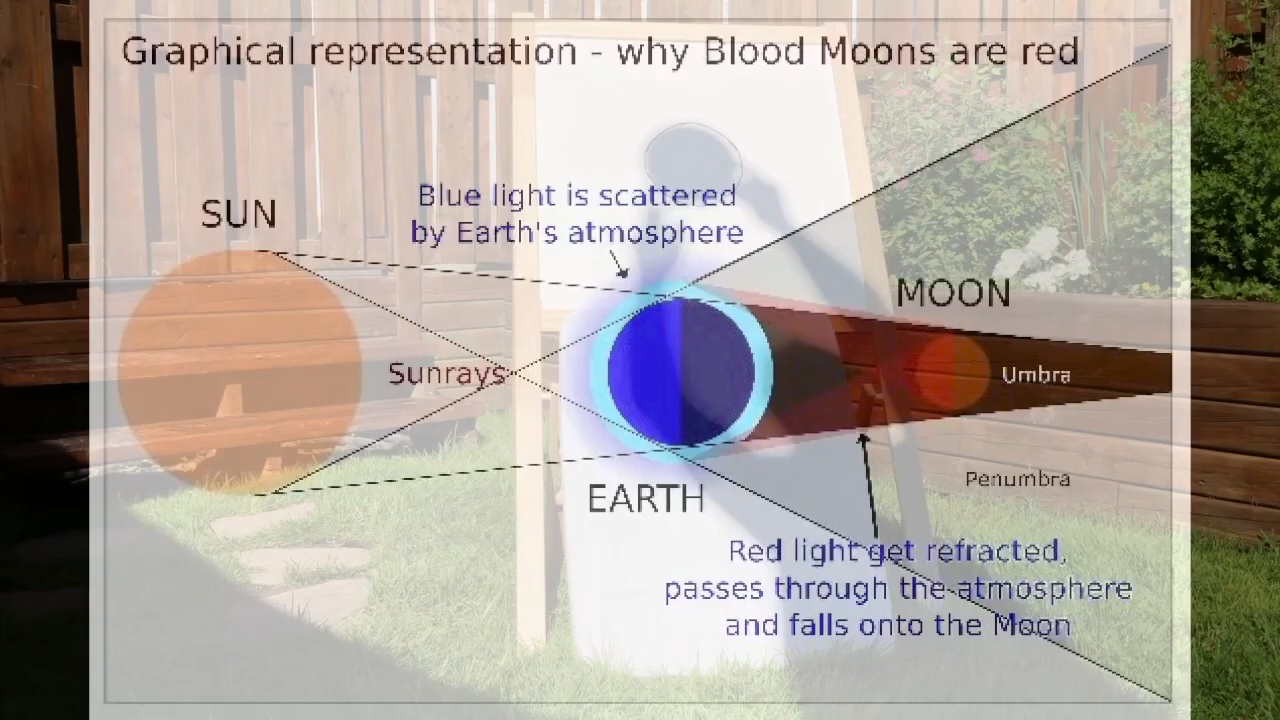 Graphical representation - why Blood Moons are red
Blue light is scattered
by Earth's atmosphere
SUN
MOON
Sunrays
Umbra
Penumbra
EARTH
Red light get refracted,
passes through the atmosphere
and falls onto the Moon